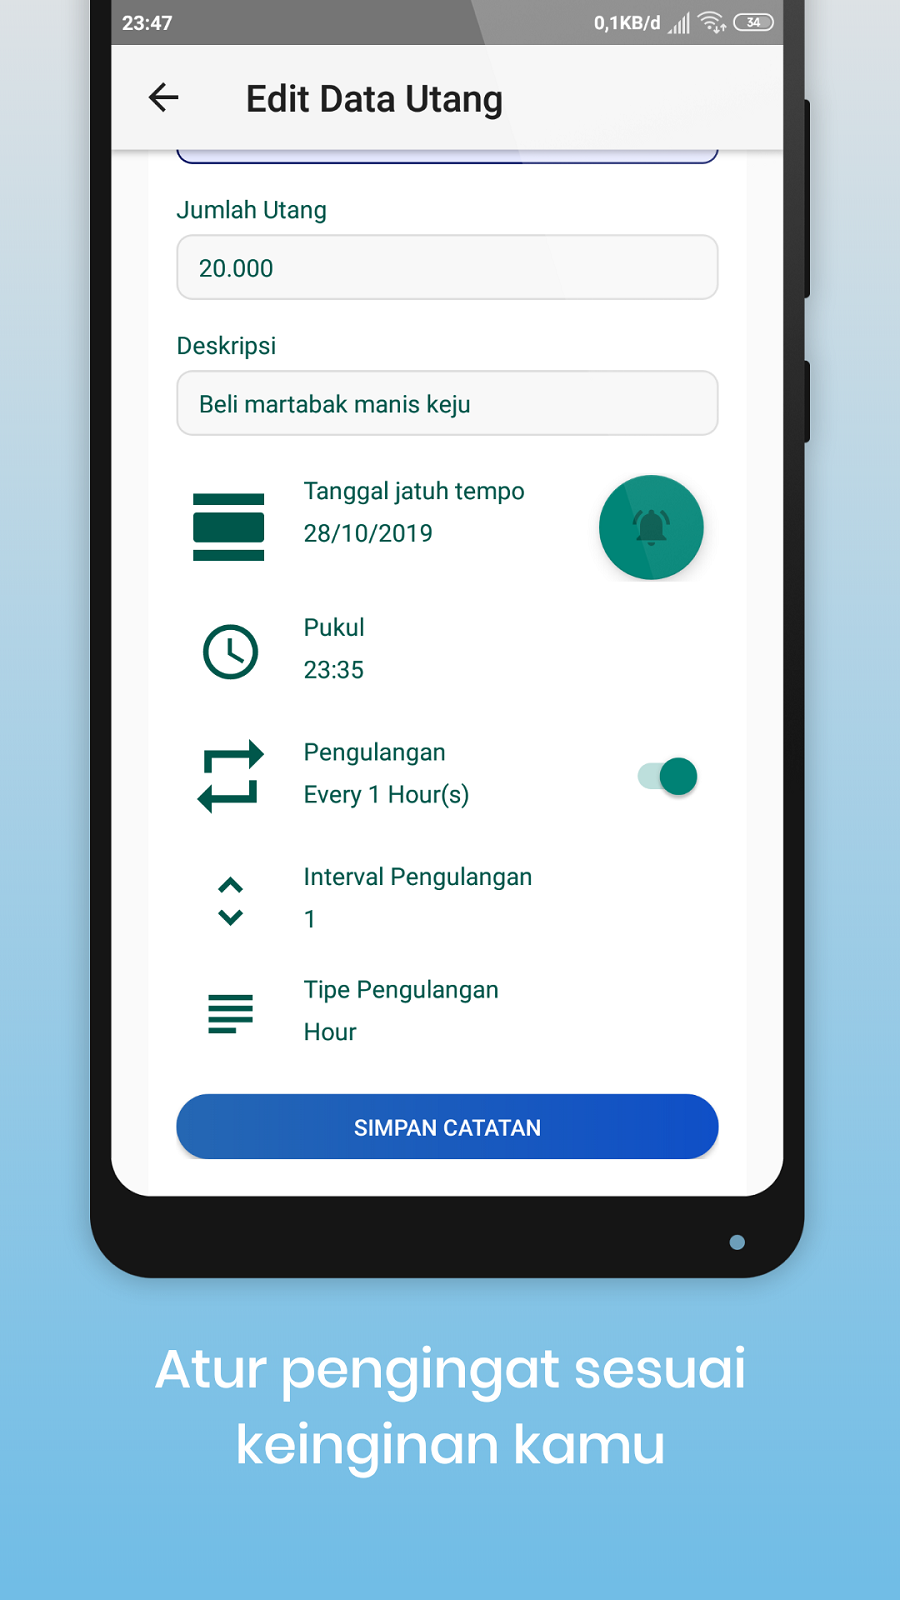 23:47
0,1KB/d
34
Edit Data Utang
Jumlah Utang
20.000
Deskripsi
Beli martabak manis keju
Tanggal jatuh tempo
28/10/2019
Pukul
23:35
Pengulangan
Every 1 Hour(s)
Interval Pengulangan
1
Tipe Pengulangan
Hour
SIMPAN CATATAN
Atur pengingat sesuai
keinginan kamu